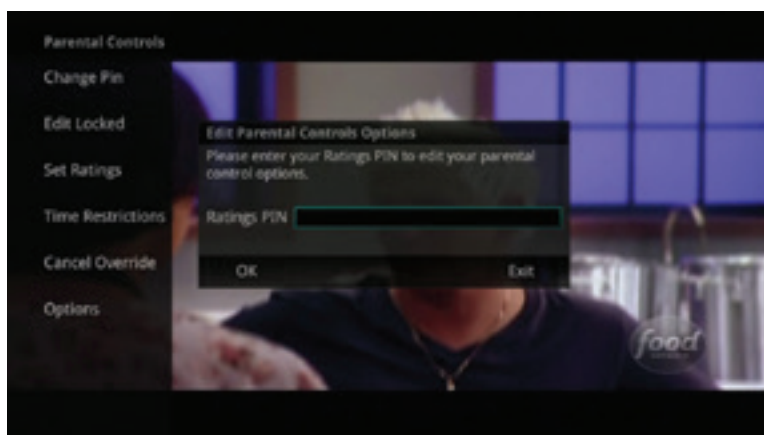 Parental Controls
Change Pin
Edit Locked
Set Ratings
Time Restrictions
Cancel Override
Options
Edit Parental Controls Options
Please enter your Ratings PIN to edit your parental
control options.
Ratings PIN
OK Exit
food